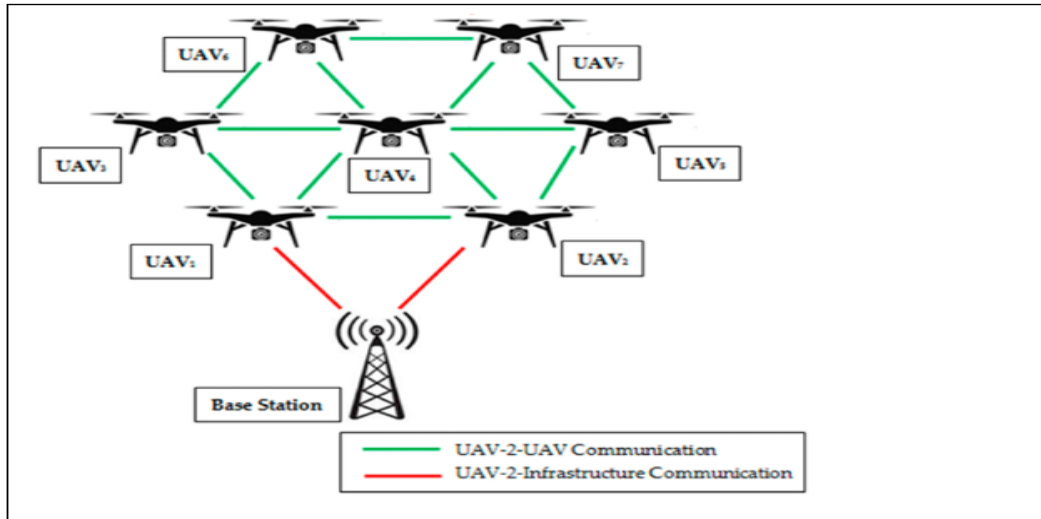 UAV₆
UAV₇
UAV₃
UAV₄
UAV₅
UAV₁
UAV₂
Base Station
UAV-2-UAV Communication
UAV-2-Infrastructure Communication